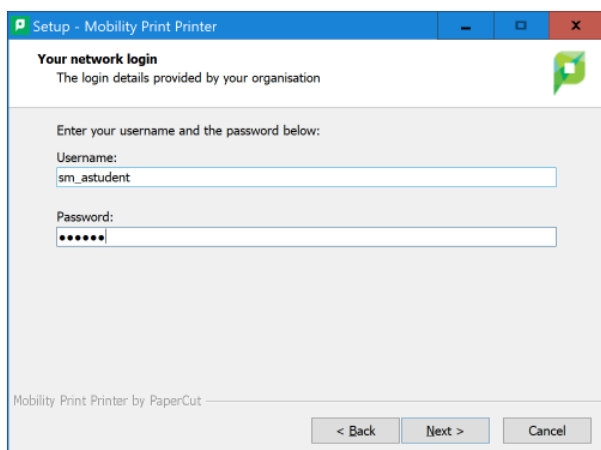 Setup - Mobility Print Printer
Your network login
The login details provided by your organisation
Enter your username and the password below:
Username:
sm_astudent
Password:
••••••
Mobility Print Printer by PaperCut
< Back Next > Cancel